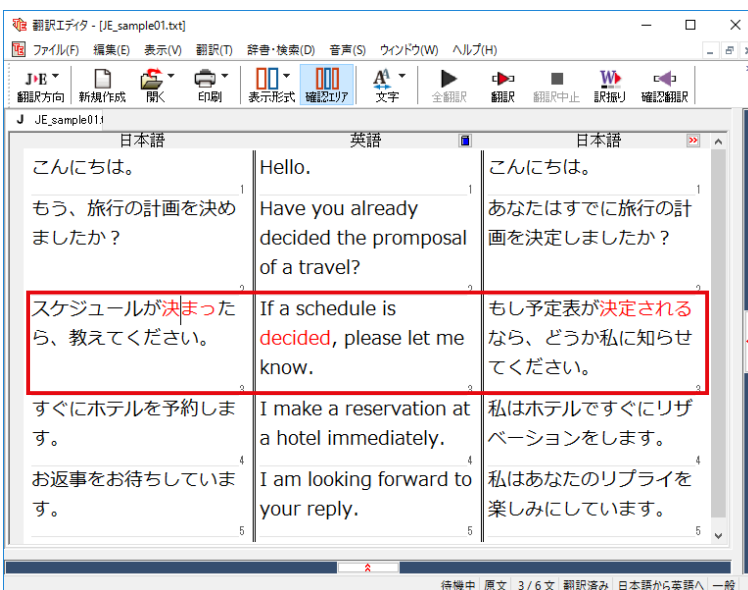 翻訳エディタ - [JE_sample01.txt]
ファイル(F) 編集(E) 表示(V) 翻訳(T) 辞書・検索(D) 音声(S) ウィンドウ(W) ヘルプ(H)
翻訳方向 新規作成 開く 印刷 表示形式 確認エリア 文字 全翻訳 翻訳 翻訳中止 訳振り 確認翻訳
J JE_sample01.t
日本語 英語 日本語
こんにちは。
1
もう、旅行の計画を決め
ましたか？
2
スケジュールが決まった
ら、教えてください。
3
すぐにホテルを予約しま
す。
4
お返事をお待ちしていま
す。
5
Hello.
1
Have you already
decided the promposal
of a travel?
2
If a schedule is
decided, please let me
know.
3
I make a reservation at
a hotel immediately.
4
I am looking forward to
your reply.
5
こんにちは。
1
あなたはすでに旅行の計
画を決定しましたか？
2
もし予定表が決定される
なら、どうか私に知らせ
てください。
3
私はホテルですぐにリザ
ベーションをします。
4
私はあなたのリプライを
楽しみにしています。
5
待機中 原文 3/6文 翻訳済み 日本語から英語へ 一般